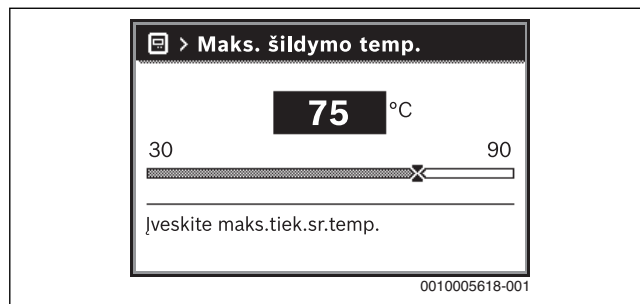 > Maks. šildymo temp.
75 °C
30 90
Įveskite maks.tiek.sr.temp.
0010005618-001